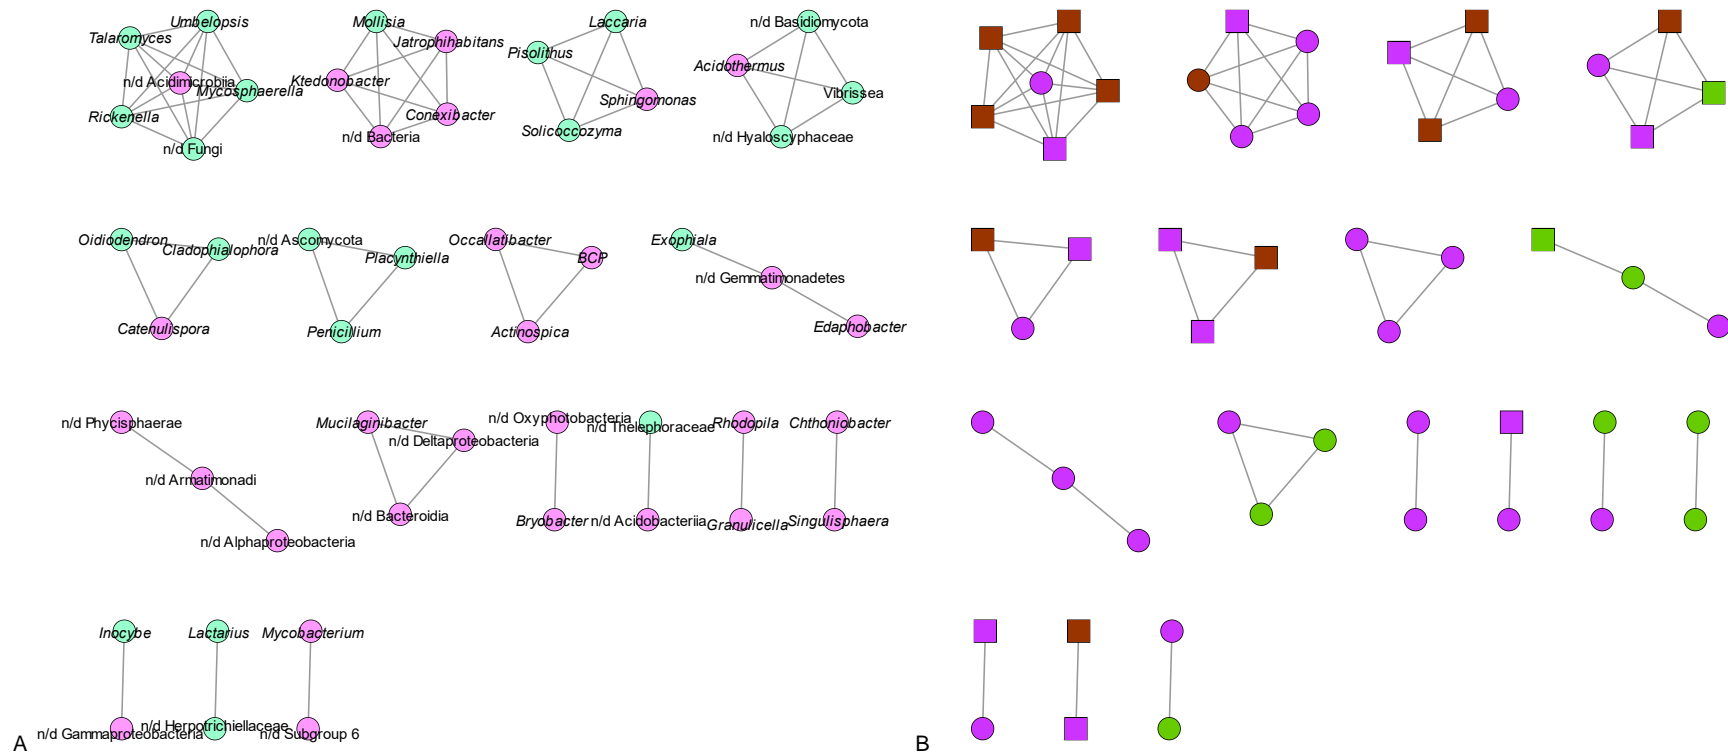 Umbelopsis
Talaromyces
n/d Acidimicrobiia
Mycosphaerella
Rickenella
n/d Fungi
Mollisia
Jatrophihabitans
Ktedonobacter
Conexibacter
n/d Bacteria
Laccaria
Pisolithus
Sphingomonas
Solicoccozyma
n/d Basidiomycota
Acidothermus
Vibrissea
n/d Hyaloscyphaceae
Oidiodendron
Cladophialophora
Catenulispora
n/d Ascomycota
Placynthiella
Penicillium
Occallatibacter
BCP
Actinospica
Exophiala
n/d Gemmatimonadetes
Edaphobacter
n/d Phycisphaerae
n/d Armatimonadi
n/d Alphaproteobacteria
Mucilaginibacter
n/d Deltaproteobacteria
n/d Bacteroidia
n/d Oxyphotobacteria
Bryobacter
n/d Thelephoraceae
n/d Acidobacteriia
Rhodopila
Granulicella
Chthoniobacter
Singulisphaera
Inocybe
n/d Gammaproteobacteria
Lactarius
n/d Herpotrichiellaceae
Mycobacterium
n/d Subgroup 6
A
B